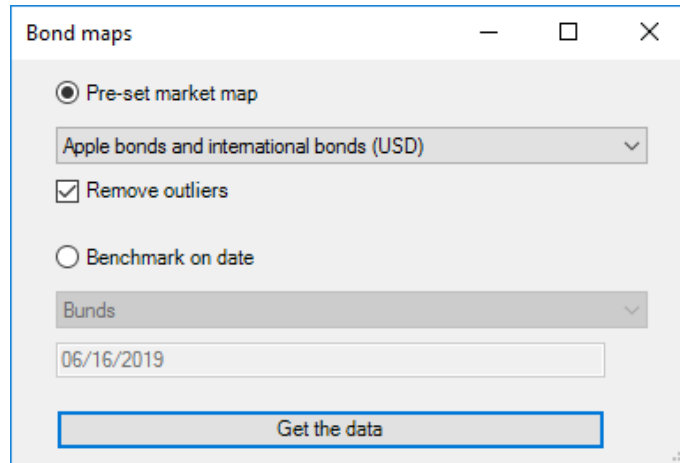 Bond maps
Pre-set market map
Apple bonds and international bonds (USD)
Remove outliers
Benchmark on date
Bunds
06/16/2019
Get the data